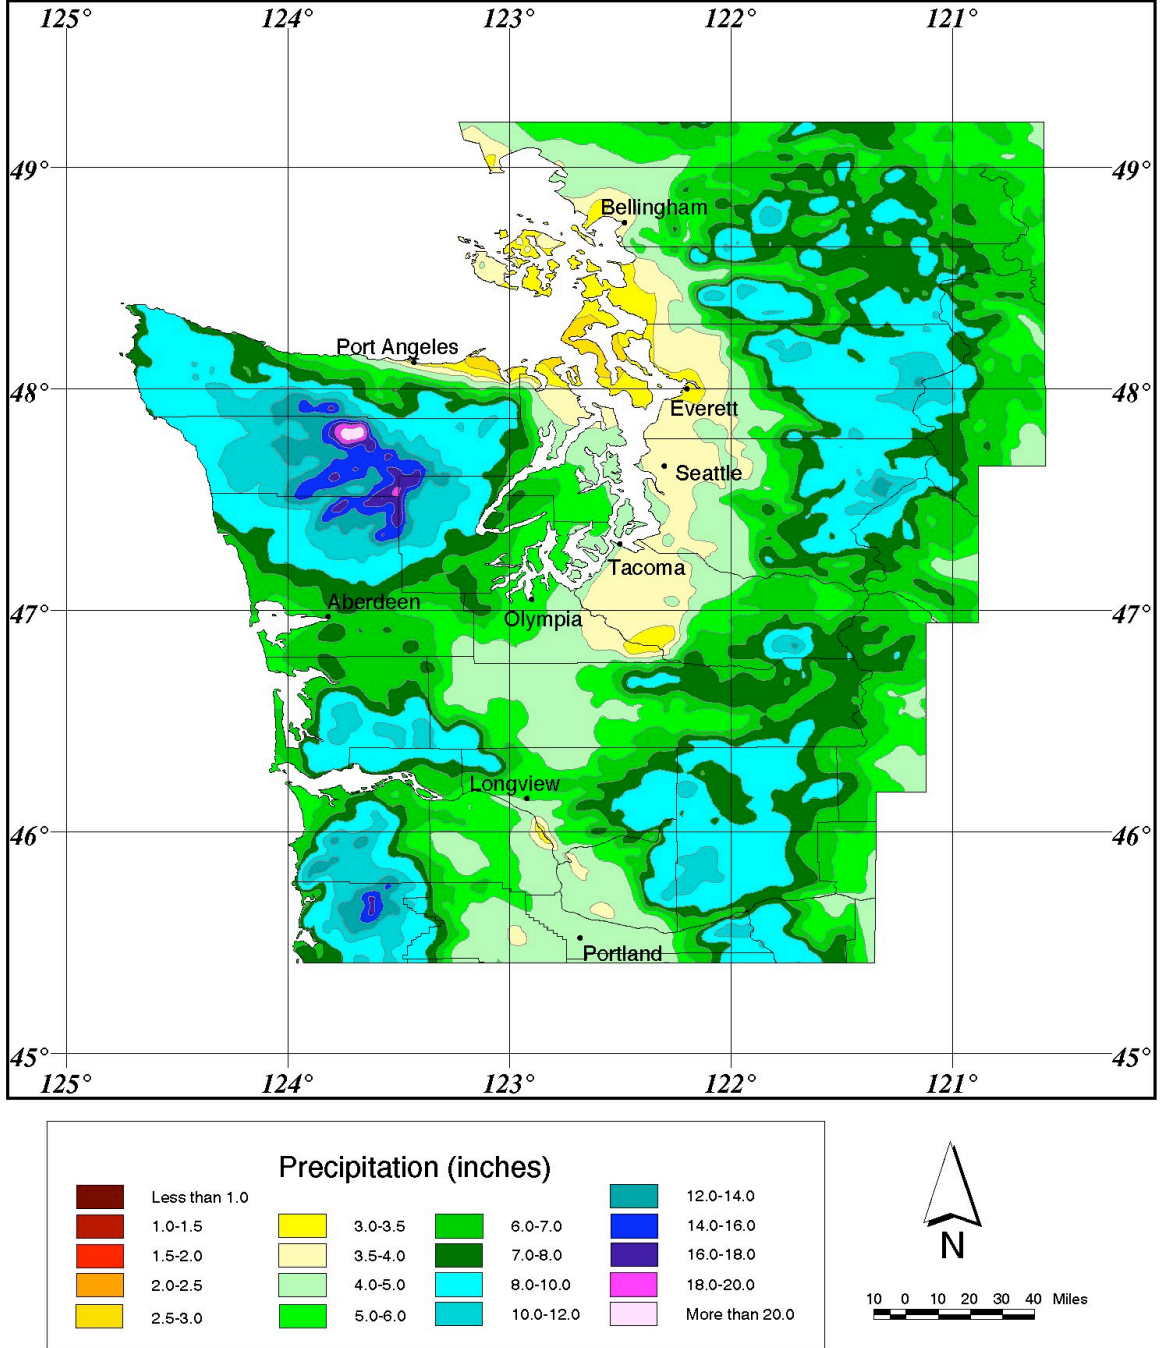 125° 124° 123° 122° 121°
49° 49°
Bellingham
Port Angeles
48° 48°
Everett
Seattle
Tacoma
47° 47°
Aberdeen
Olympia
Longview
46° 46°
Portland
45° 45°
125° 124° 123° 122° 121°
Precipitation (inches)
Less than 1.0
1.0-1.5
1.5-2.0
2.0-2.5
2.5-3.0
3.0-3.5
3.5-4.0
4.0-5.0
5.0-6.0
6.0-7.0
7.0-8.0
8.0-10.0
10.0-12.0
12.0-14.0
14.0-16.0
16.0-18.0
18.0-20.0
More than 20.0
N
10 0 10 20 30 40 Miles